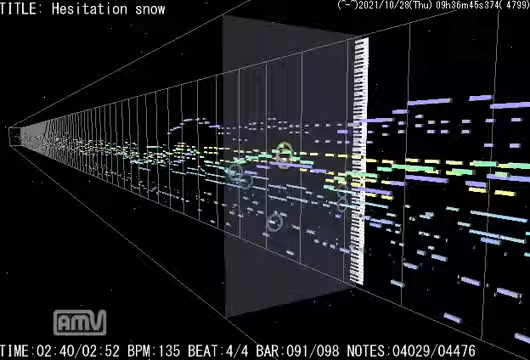 TITLE: Hesitation snow
(^-^)2021/10/28(Thu) 09h36m45s374( 4799)
AMV
TIME:02:40/02:52 BPM:135 BEAT:4/4 BAR:091/098 NOTES:04029/04476